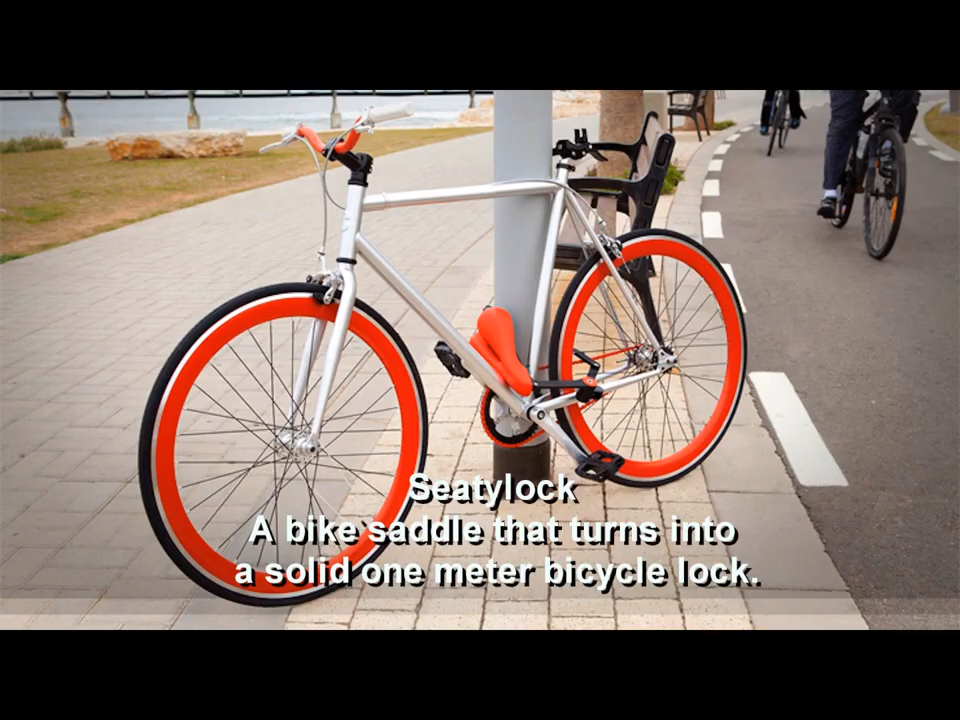 Seatylock
A bike saddle that turns into
a solid one meter bicycle lock.